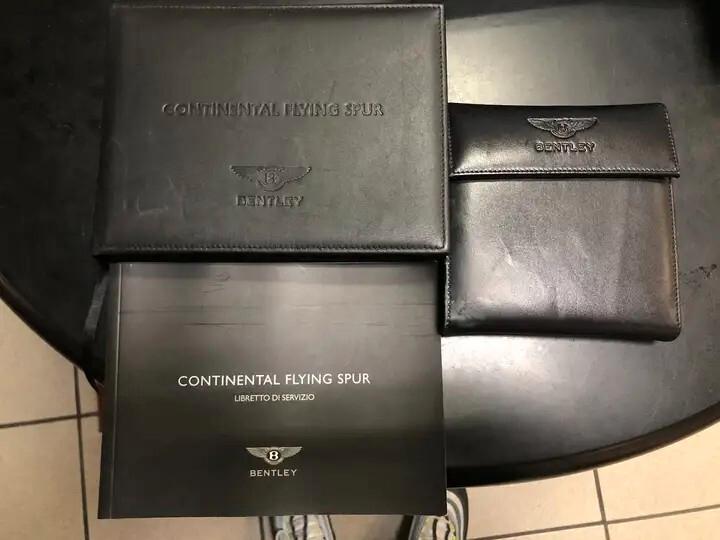 CONTINENTAL FLYING SPUR
BENTLEY
BENTLEY
CONTINENTAL FLYING SPUR
LIBRETTO DI SERVIZIO
B
BENTLEY